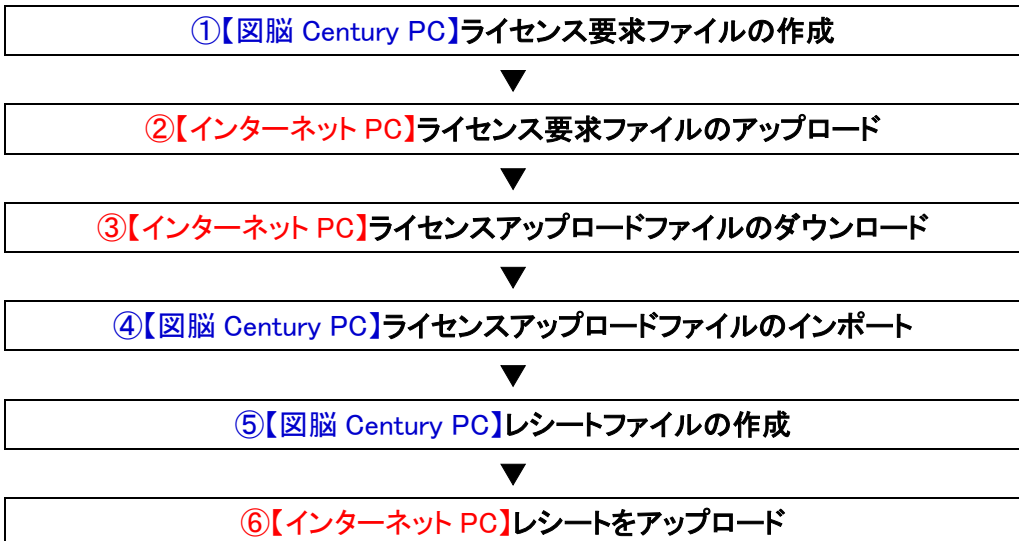 ①【図脳 Century PC】ライセンス要求ファイルの作成
▼
②【インターネット PC】ライセンス要求ファイルのアップロード
▼
③【インターネット PC】ライセンスアップロードファイルのダウンロード
▼
④【図脳 Century PC】ライセンスアップロードファイルのインポート
▼
⑤【図脳 Century PC】レシートファイルの作成
▼
⑥【インターネット PC】レシートをアップロード